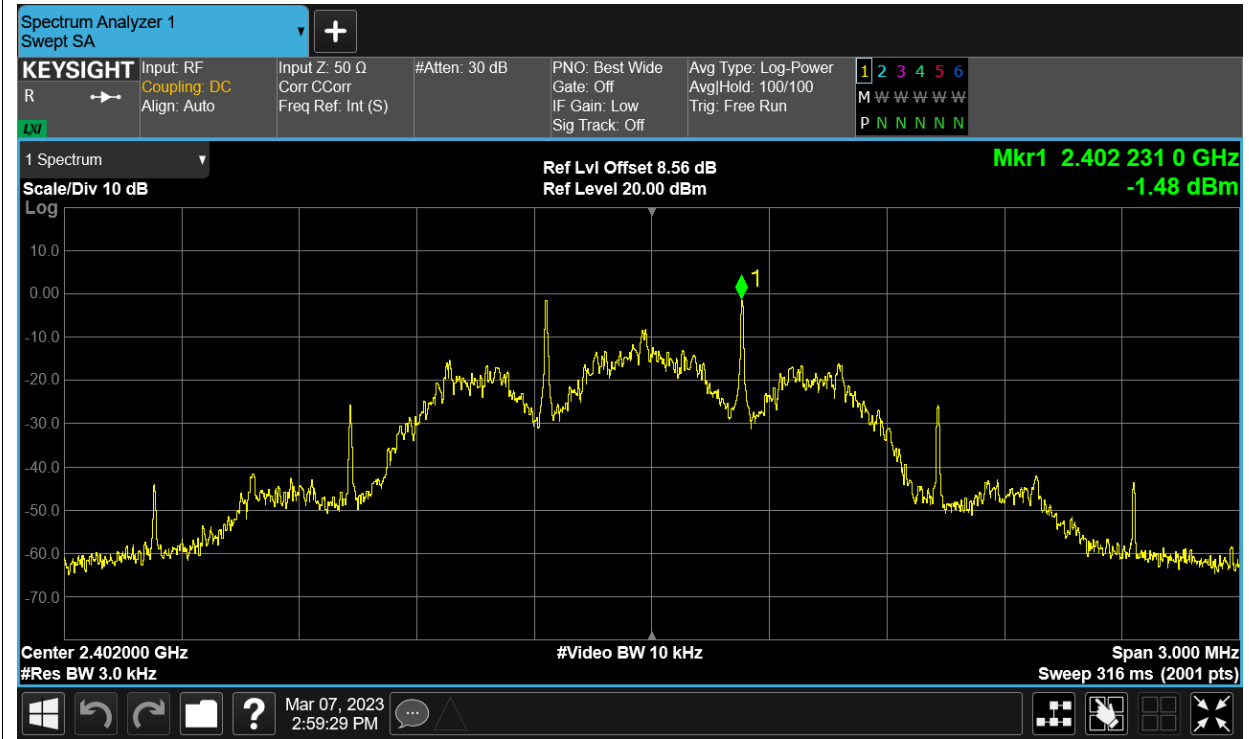 Spectrum Analyzer 1
Swept SA
KEYSIGHT
R
LXI
Input: RF
Coupling: DC
Align: Auto
Input Z: 50 Ω
Corr CCorr
Freq Ref: Int (S)
#Atten: 30 dB
PNO: Best Wide
Gate: Off
IF Gain: Low
Sig Track: Off
Avg Type: Log-Power
Avg|Hold: 100/100
Trig: Free Run
1 2 3 4 5 6
M W W W W W
P N N N N N
1 Spectrum
Scale/Div 10 dB
Ref Lvl Offset 8.56 dB
Ref Level 20.00 dBm
Mkr1 2.402 231 0 GHz
-1.48 dBm
Log
10.0
0.00
-10.0
-20.0
-30.0
-40.0
-50.0
-60.0
-70.0
1
Center 2.402000 GHz
#Res BW 3.0 kHz
#Video BW 10 kHz
Span 3.000 MHz
Sweep 316 ms (2001 pts)
?
Mar 07, 2023
2:59:29 PM